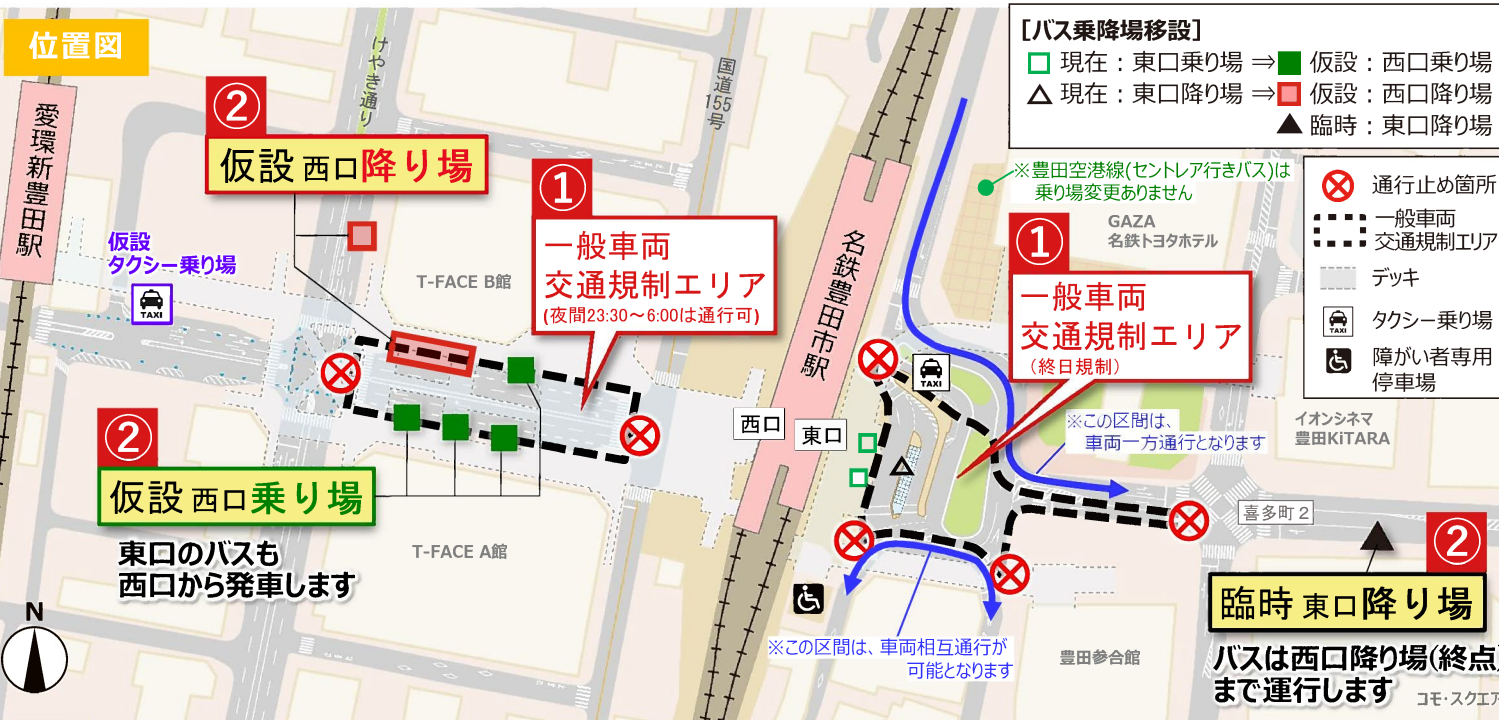 位置図
[バス乗降場移設]
現在：東口乗り場 ⇒ 仮設：西口乗り場
現在：東口降り場 ⇒ 仮設：西口降り場
臨時：東口降り場
通行止め箇所
一般車両
交通規制エリア
デッキ
TAXI
タクシー乗り場
障がい者専用
停車場
愛環新豊田駅
けやき通り
国道155号
②
仮設 西口降り場
①
一般車両
交通規制エリア
(夜間23:30～6:00は通行可)
※豊田空港線(セントレア行きバス)は
乗り場変更ありません
GAZA
名鉄トヨタホテル
①
一般車両
交通規制エリア
(終日規制)
仮設
タクシー乗り場
TAXI
T-FACE B館
名鉄豊田市駅
TAXI
西口
東口
※この区間は、
車両一方通行となります
イオンシネマ
豊田KiTARA
②
仮設 西口乗り場
東口のバスも
西口から発車します
T-FACE A館
喜多町2
②
臨時 東口降り場
バスは西口降り場(終点)
まで運行します
※この区間は、車両相互通行が
可能となります
豊田参合館
コモ・スクエア
N